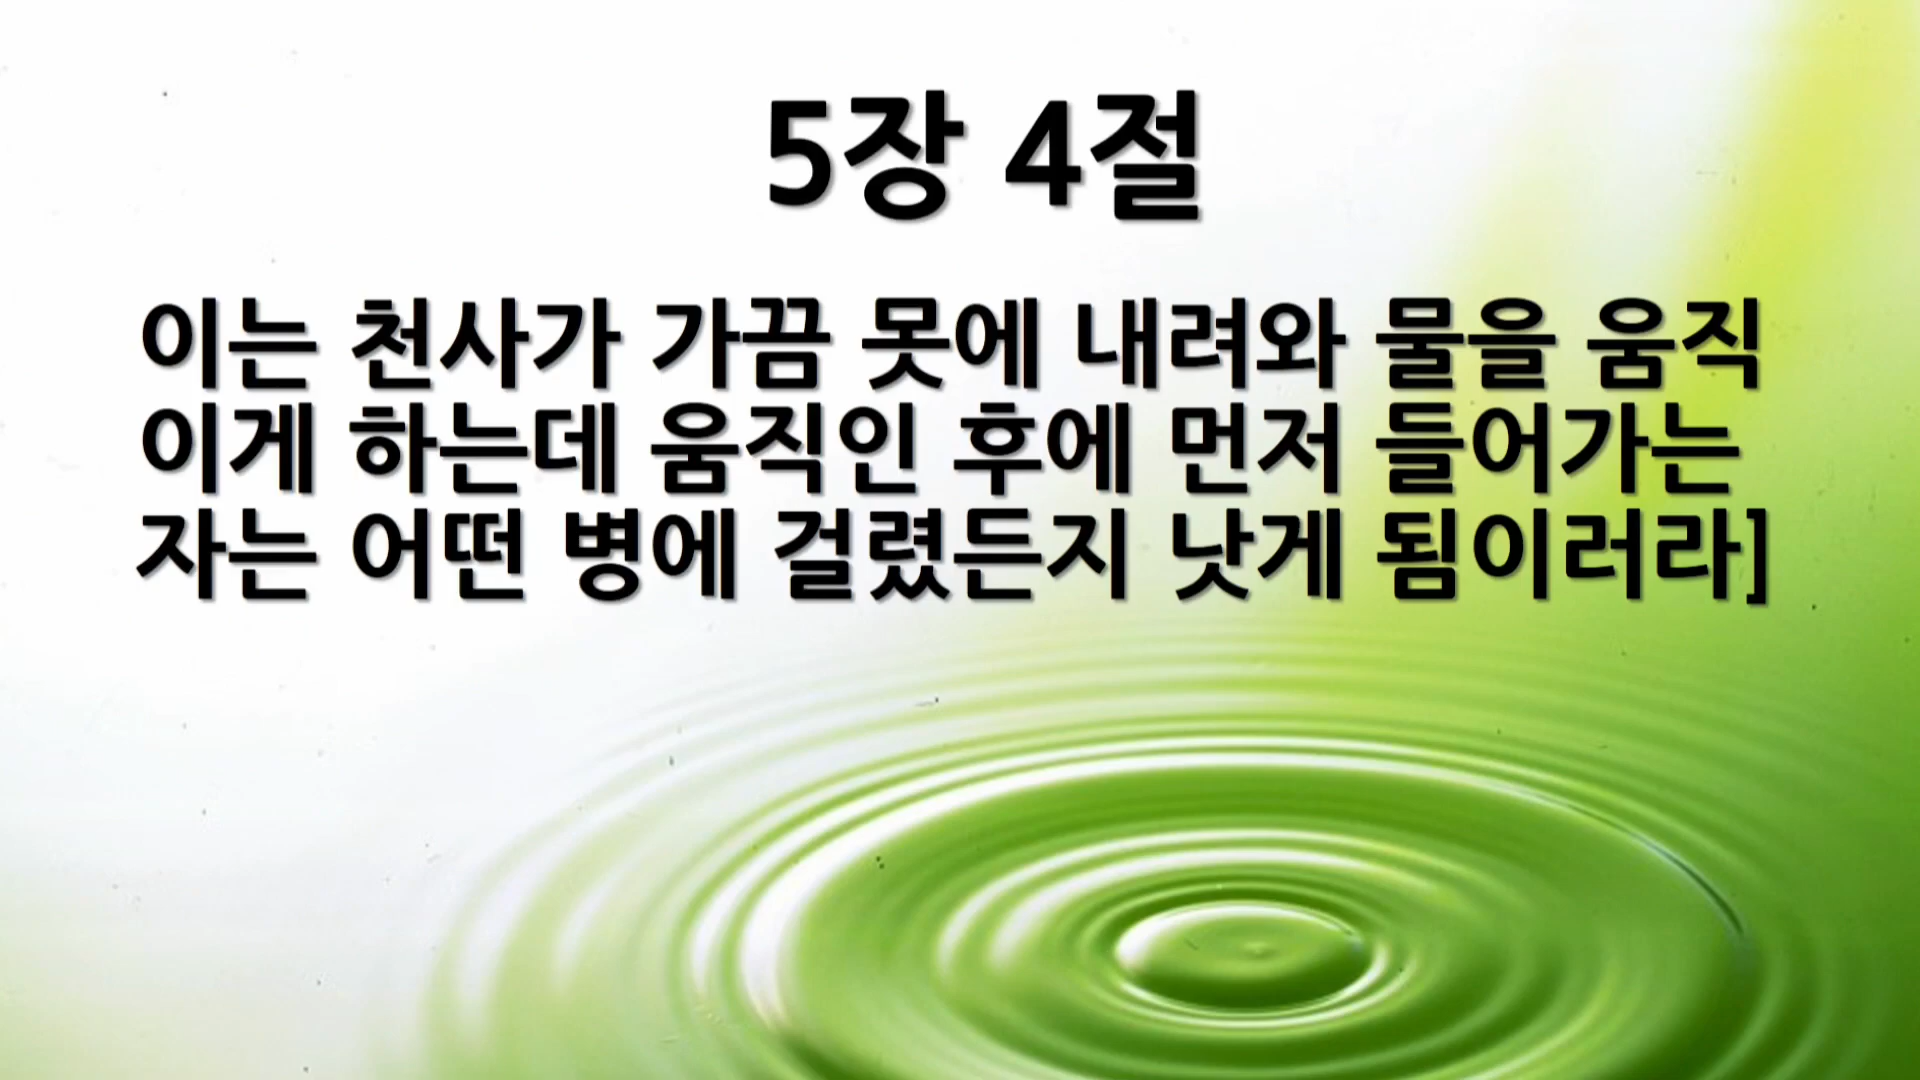 5장 4절
이는 천사가 가끔 못에 내려와 물을 움직
이게 하는데 움직인 후에 먼저 들어가는
자는 어떤 병에 걸렸든지 낫게 됨이러라]